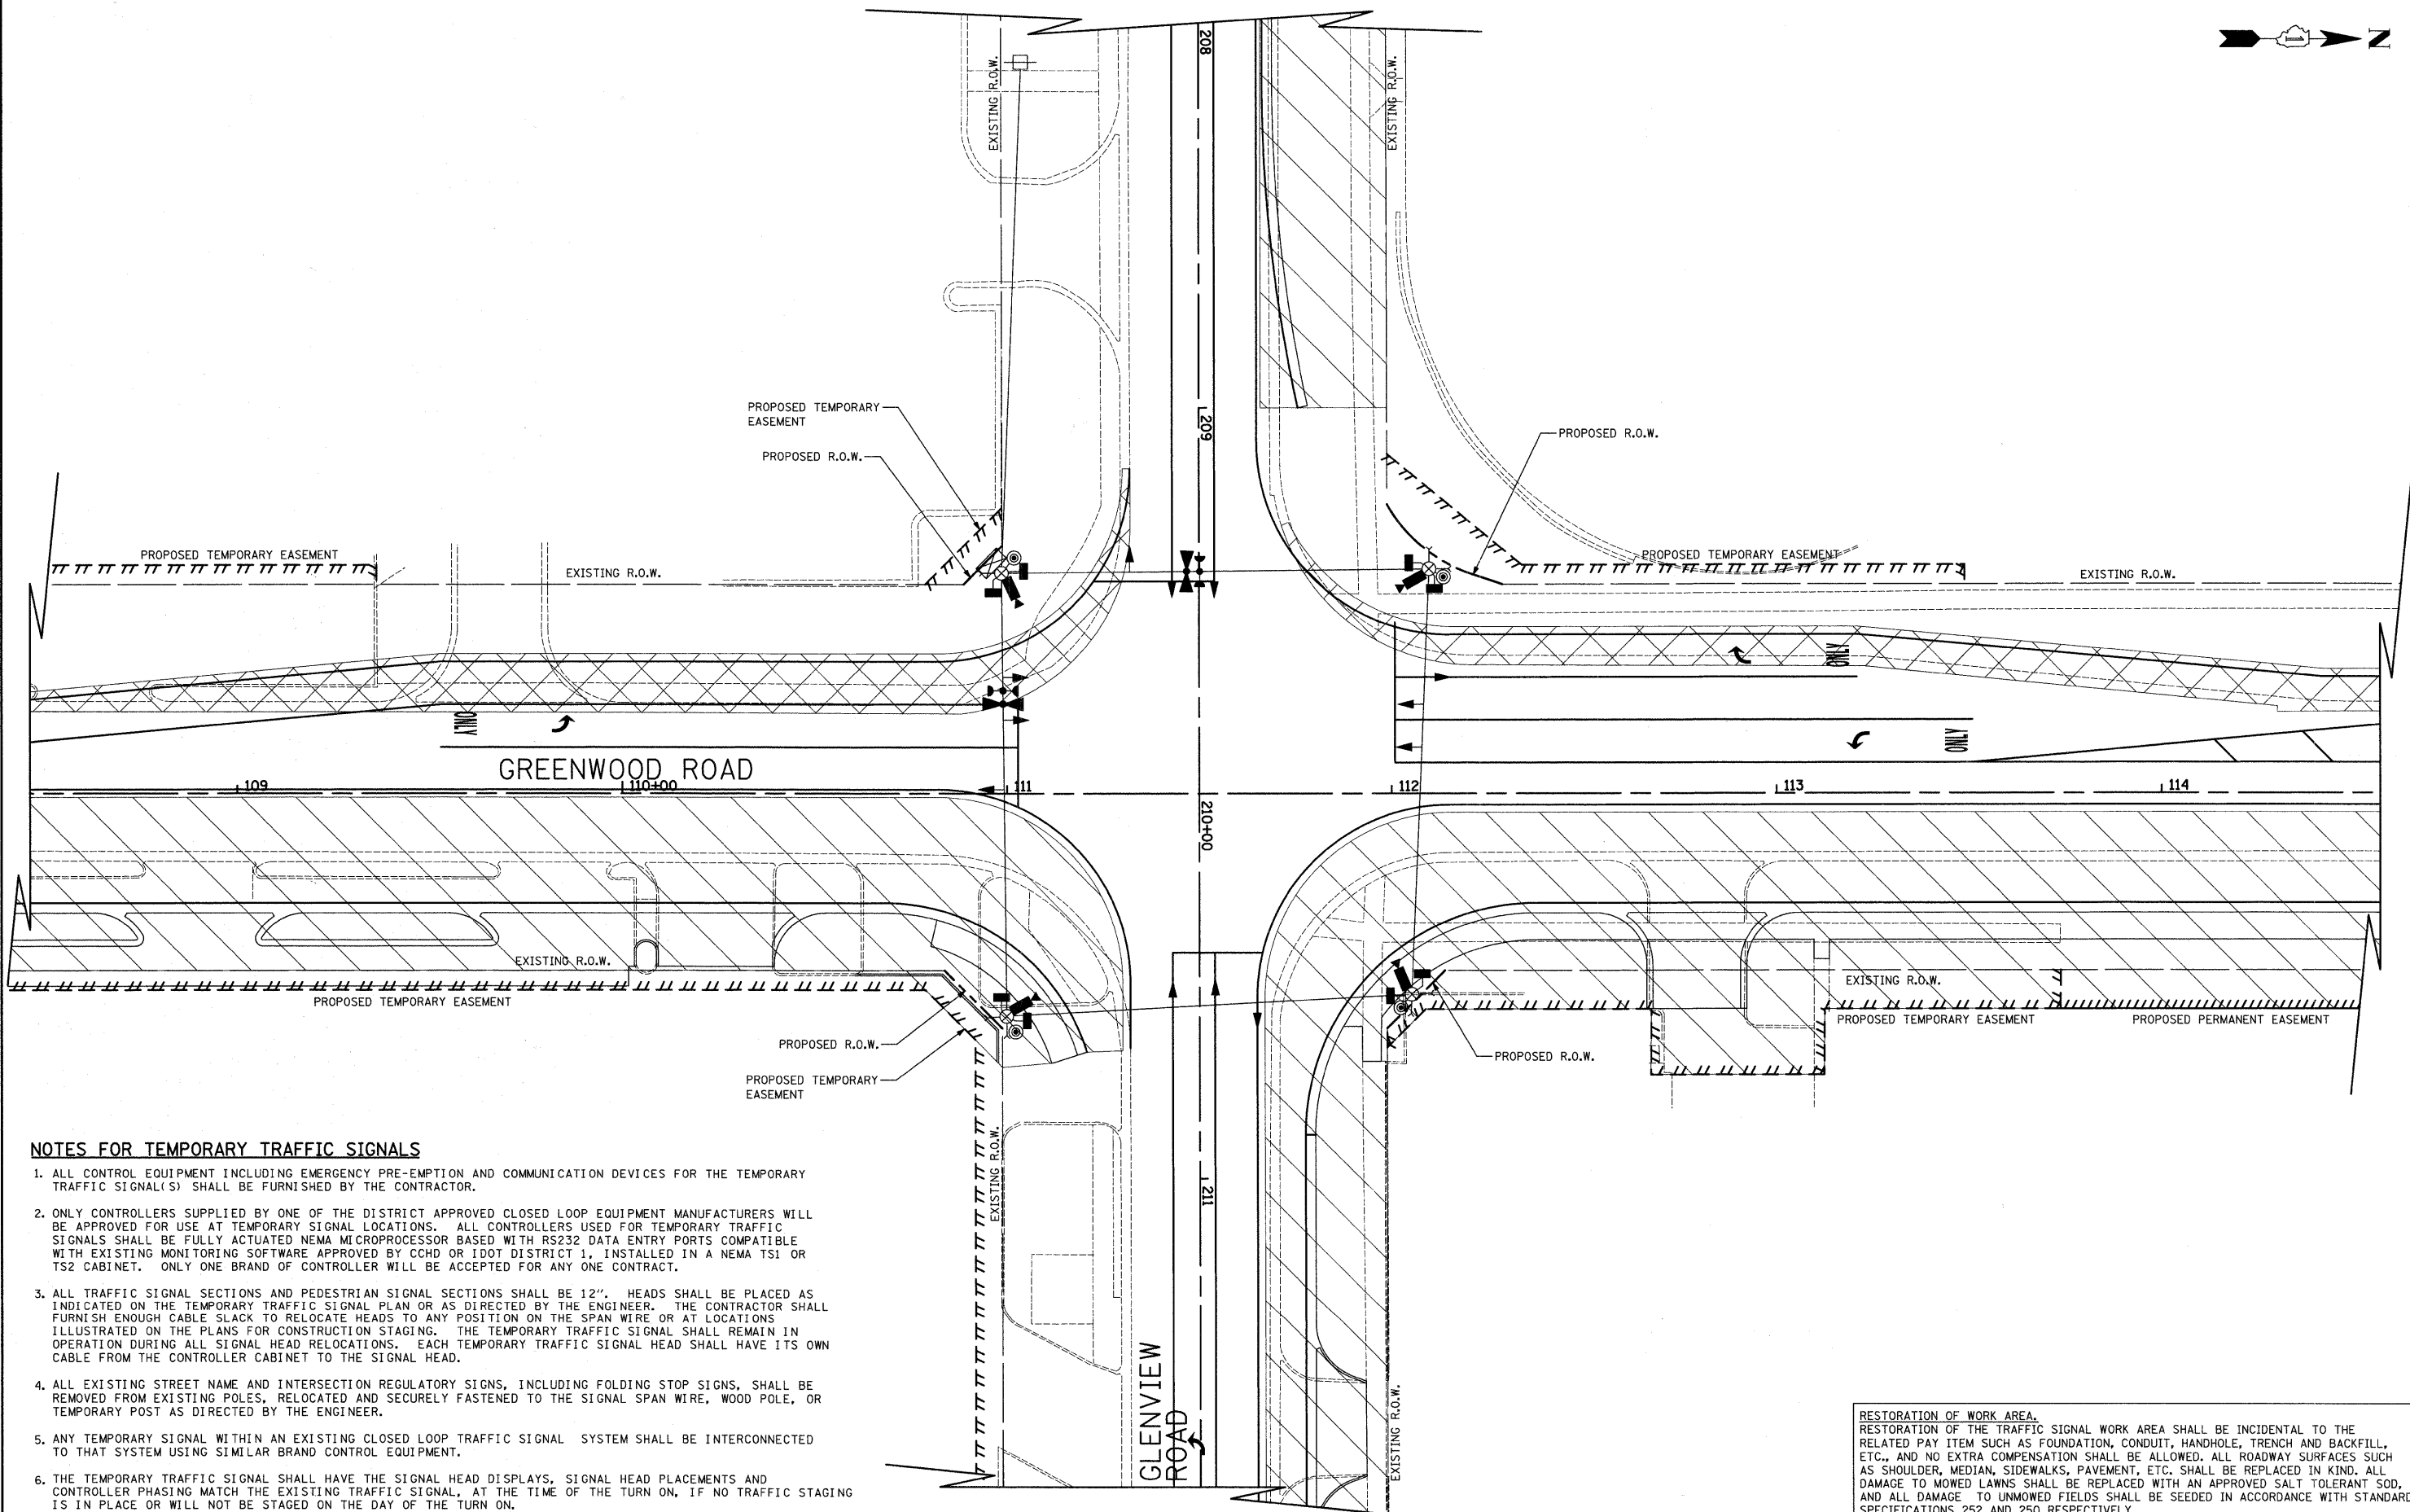 N
208
EXISTING R.O.W.
EXISTING R.O.W.
209
PROPOSED TEMPORARY
EASEMENT
PROPOSED R.O.W.
PROPOSED R.O.W.
PROPOSED TEMPORARY EASEMENT
EXISTING R.O.W.
PROPOSED TEMPORARY EASEMENT
EXISTING R.O.W.
ONLY
ONLY
ONLY
GREENWOOD ROAD
109
110+00
111
112
113
114
210+00
EXISTING R.O.W.
PROPOSED TEMPORARY EASEMENT
EXISTING R.O.W.
PROPOSED TEMPORARY EASEMENT
PROPOSED PERMANENT EASEMENT
PROPOSED R.O.W.
PROPOSED R.O.W.
PROPOSED TEMPORARY
EASEMENT
EXISTING R.O.W.
211
GLENVIEW
ROAD
EXISTING R.O.W.
NOTES FOR TEMPORARY TRAFFIC SIGNALS
1. ALL CONTROL EQUIPMENT INCLUDING EMERGENCY PRE-EMPTION AND COMMUNICATION DEVICES FOR THE TEMPORARY
TRAFFIC SIGNAL(S) SHALL BE FURNISHED BY THE CONTRACTOR.
2. ONLY CONTROLLERS SUPPLIED BY ONE OF THE DISTRICT APPROVED CLOSED LOOP EQUIPMENT MANUFACTURERS WILL
BE APPROVED FOR USE AT TEMPORARY SIGNAL LOCATIONS. ALL CONTROLLERS USED FOR TEMPORARY TRAFFIC
SIGNALS SHALL BE FULLY ACTUATED NEMA MICROPROCESSOR BASED WITH RS232 DATA ENTRY PORTS COMPATIBLE
WITH EXISTING MONITORING SOFTWARE APPROVED BY CCHD OR IDOT DISTRICT 1, INSTALLED IN A NEMA TS1 OR
TS2 CABINET. ONLY ONE BRAND OF CONTROLLER WILL BE ACCEPTED FOR ANY ONE CONTRACT.
3. ALL TRAFFIC SIGNAL SECTIONS AND PEDESTRIAN SIGNAL SECTIONS SHALL BE 12". HEADS SHALL BE PLACED AS
INDICATED ON THE TEMPORARY TRAFFIC SIGNAL PLAN OR AS DIRECTED BY THE ENGINEER. THE CONTRACTOR SHALL
FURNISH ENOUGH CABLE SLACK TO RELOCATE HEADS TO ANY POSITION ON THE SPAN WIRE OR AT LOCATIONS
ILLUSTRATED ON THE PLANS FOR CONSTRUCTION STAGING. THE TEMPORARY TRAFFIC SIGNAL SHALL REMAIN IN
OPERATION DURING ALL SIGNAL HEAD RELOCATIONS. EACH TEMPORARY TRAFFIC SIGNAL HEAD SHALL HAVE ITS OWN
CABLE FROM THE CONTROLLER CABINET TO THE SIGNAL HEAD.
4. ALL EXISTING STREET NAME AND INTERSECTION REGULATORY SIGNS, INCLUDING FOLDING STOP SIGNS, SHALL BE
REMOVED FROM EXISTING POLES, RELOCATED AND SECURELY FASTENED TO THE SIGNAL SPAN WIRE, WOOD POLE, OR
TEMPORARY POST AS DIRECTED BY THE ENGINEER.
5. ANY TEMPORARY SIGNAL WITHIN AN EXISTING CLOSED LOOP TRAFFIC SIGNAL SYSTEM SHALL BE INTERCONNECTED
TO THAT SYSTEM USING SIMILAR BRAND CONTROL EQUIPMENT.
6. THE TEMPORARY TRAFFIC SIGNAL SHALL HAVE THE SIGNAL HEAD DISPLAYS, SIGNAL HEAD PLACEMENTS AND
CONTROLLER PHASING MATCH THE EXISTING TRAFFIC SIGNAL, AT THE TIME OF THE TURN ON, IF NO TRAFFIC STAGING
IS IN PLACE OR WILL NOT BE STAGED ON THE DAY OF THE TURN ON.
RESTORATION OF WORK AREA.
RESTORATION OF THE TRAFFIC SIGNAL WORK AREA SHALL BE INCIDENTAL TO THE
RELATED PAY ITEM SUCH AS FOUNDATION, CONDUIT, HANDHOLE, TRENCH AND BACKFILL,
ETC., AND NO EXTRA COMPENSATION SHALL BE ALLOWED. ALL ROADWAY SURFACES SUCH
AS SHOULDER, MEDIAN, SIDEWALKS, PAVEMENT, ETC. SHALL BE REPLACED IN KIND. ALL
DAMAGE TO MOWED LAWNS SHALL BE REPLACED WITH AN APPROVED SALT TOLERANT SOD,
AND ALL DAMAGE TO UNMOWED FIELDS SHALL BE SEEDED IN ACCORDANCE WITH STANDARD
SPECIFICATIONS 252 AND 250 RESPECTIVELY.